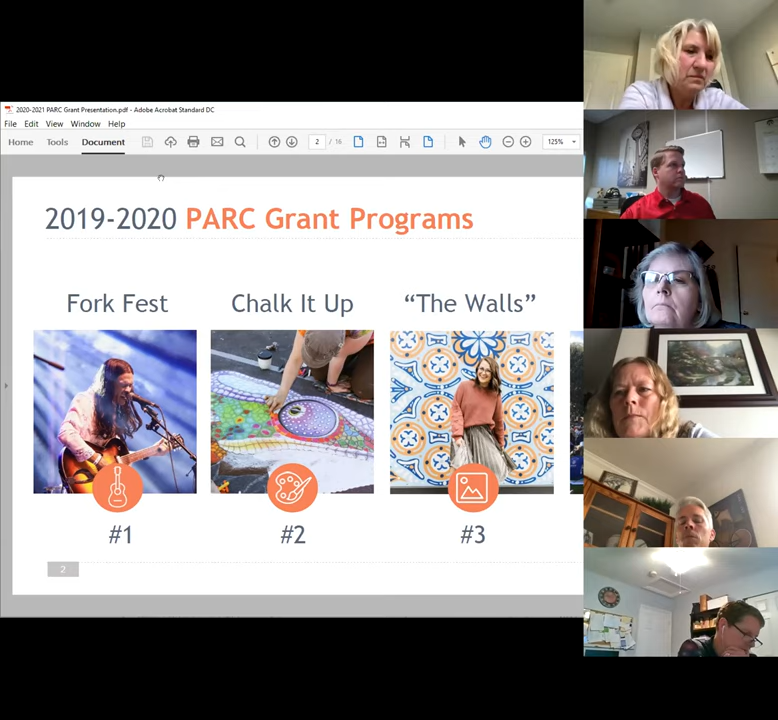 2020-2021 PARC Grant Presentation.pdf - Adobe Acrobat Standard DC
File Edit View Window Help
Home Tools Document 2 / 16 125%
2019-2020 PARC Grant Programs
Fork Fest Chalk It Up “The Walls”
#1 #2 #3
2